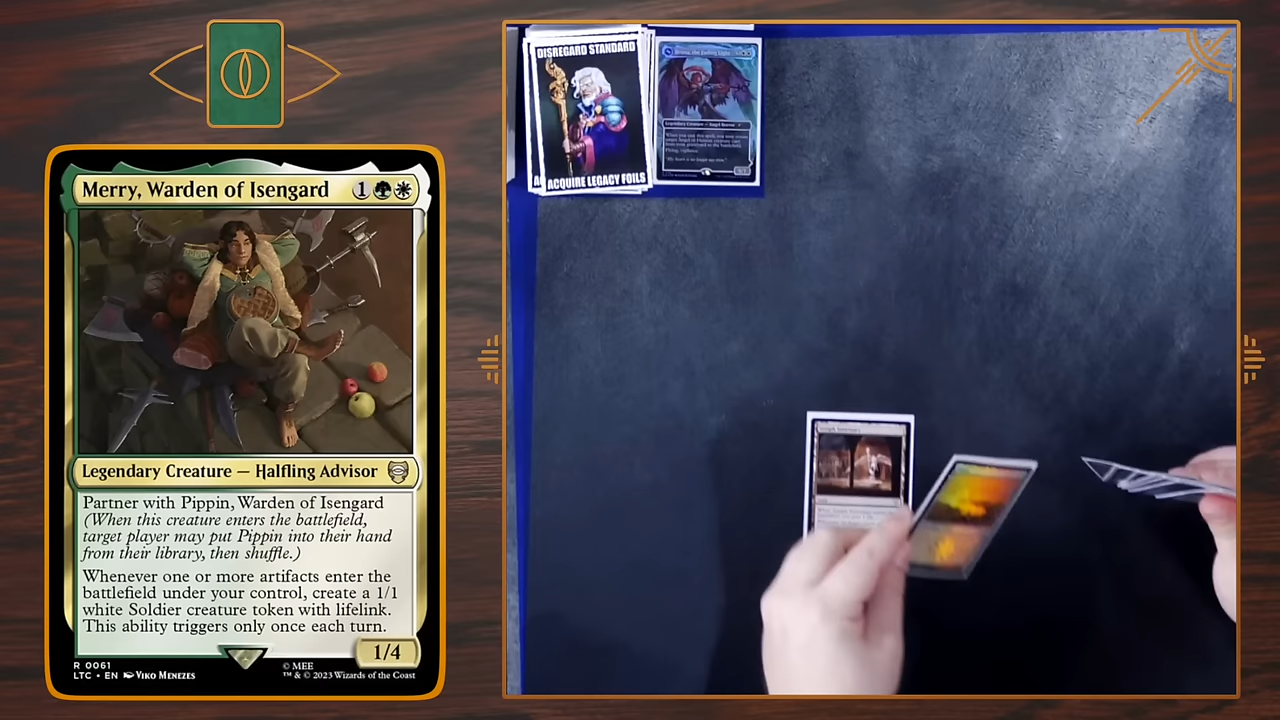 Merry, Warden of Isengard 1
Legendary Creature — Halfling Advisor
Partner with Pippin, Warden of Isengard
(When this creature enters the battlefield,
target player may put Pippin into their hand
from their library, then shuffle.)
Whenever one or more artifacts enter the
battlefield under your control, create a 1/1
white Soldier creature token with lifelink.
This ability triggers only once each turn.
1/4
R 0061
LTC • EN Viko Menezes
© MEE
™ & © 2023 Wizards of the Coast
DISREGARD STANDARD
ACQUIRE LEGACY FOILS
Bruna, the Fading Light
Legendary Creature — Angel Horror